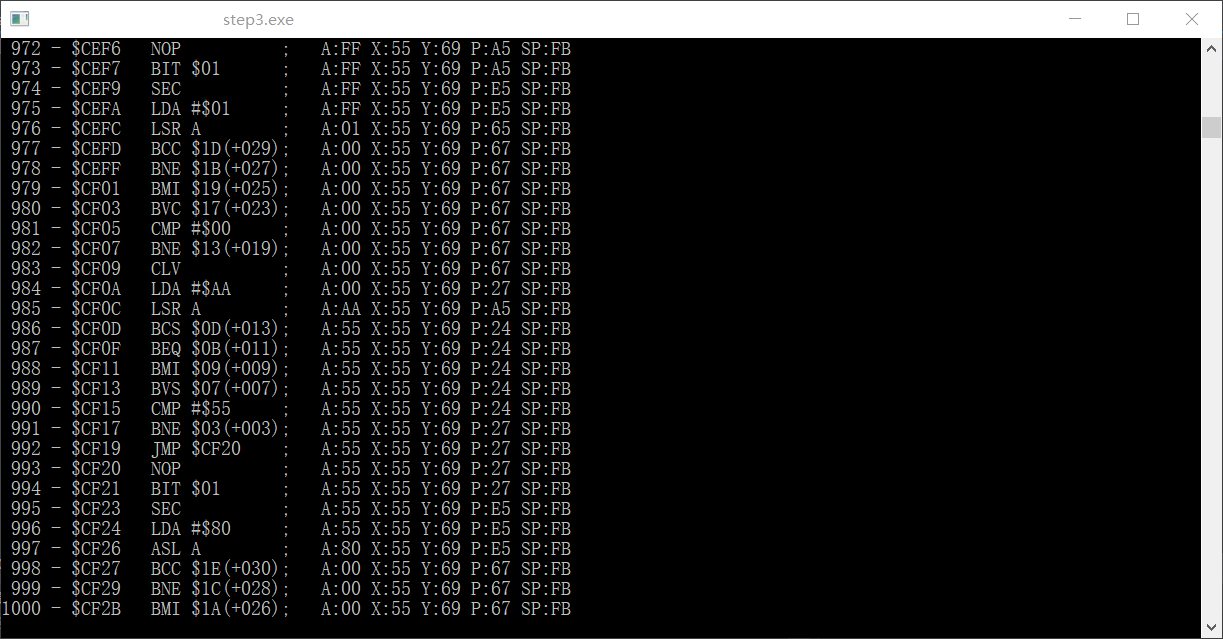 step3.exe
972 - $CEF6   NOP          ;   A:FF X:55 Y:69 P:A5 SP:FB
973 - $CEF7   BIT $01      ;   A:FF X:55 Y:69 P:A5 SP:FB
974 - $CEF9   SEC          ;   A:FF X:55 Y:69 P:E5 SP:FB
975 - $CEFA   LDA #$01     ;   A:FF X:55 Y:69 P:E5 SP:FB
976 - $CEFC   LSR A        ;   A:01 X:55 Y:69 P:65 SP:FB
977 - $CEFD   BCC $1D(+029);   A:00 X:55 Y:69 P:67 SP:FB
978 - $CEFF   BNE $1B(+027);   A:00 X:55 Y:69 P:67 SP:FB
979 - $CF01   BMI $19(+025);   A:00 X:55 Y:69 P:67 SP:FB
980 - $CF03   BVC $17(+023);   A:00 X:55 Y:69 P:67 SP:FB
981 - $CF05   CMP #$00     ;   A:00 X:55 Y:69 P:67 SP:FB
982 - $CF07   BNE $13(+019);   A:00 X:55 Y:69 P:67 SP:FB
983 - $CF09   CLV          ;   A:00 X:55 Y:69 P:67 SP:FB
984 - $CF0A   LDA #$AA     ;   A:00 X:55 Y:69 P:27 SP:FB
985 - $CF0C   LSR A        ;   A:AA X:55 Y:69 P:A5 SP:FB
986 - $CF0D   BCS $0D(+013);   A:55 X:55 Y:69 P:24 SP:FB
987 - $CF0F   BEQ $0B(+011);   A:55 X:55 Y:69 P:24 SP:FB
988 - $CF11   BMI $09(+009);   A:55 X:55 Y:69 P:24 SP:FB
989 - $CF13   BVS $07(+007);   A:55 X:55 Y:69 P:24 SP:FB
990 - $CF15   CMP #$55     ;   A:55 X:55 Y:69 P:24 SP:FB
991 - $CF17   BNE $03(+003);   A:55 X:55 Y:69 P:27 SP:FB
992 - $CF19   JMP $CF20    ;   A:55 X:55 Y:69 P:27 SP:FB
993 - $CF20   NOP          ;   A:55 X:55 Y:69 P:27 SP:FB
994 - $CF21   BIT $01      ;   A:55 X:55 Y:69 P:27 SP:FB
995 - $CF23   SEC          ;   A:55 X:55 Y:69 P:E5 SP:FB
996 - $CF24   LDA #$80     ;   A:55 X:55 Y:69 P:E5 SP:FB
997 - $CF26   ASL A        ;   A:80 X:55 Y:69 P:E5 SP:FB
998 - $CF27   BCC $1E(+030);   A:00 X:55 Y:69 P:67 SP:FB
999 - $CF29   BNE $1C(+028);   A:00 X:55 Y:69 P:67 SP:FB
1000 - $CF2B   BMI $1A(+026);   A:00 X:55 Y:69 P:67 SP:FB